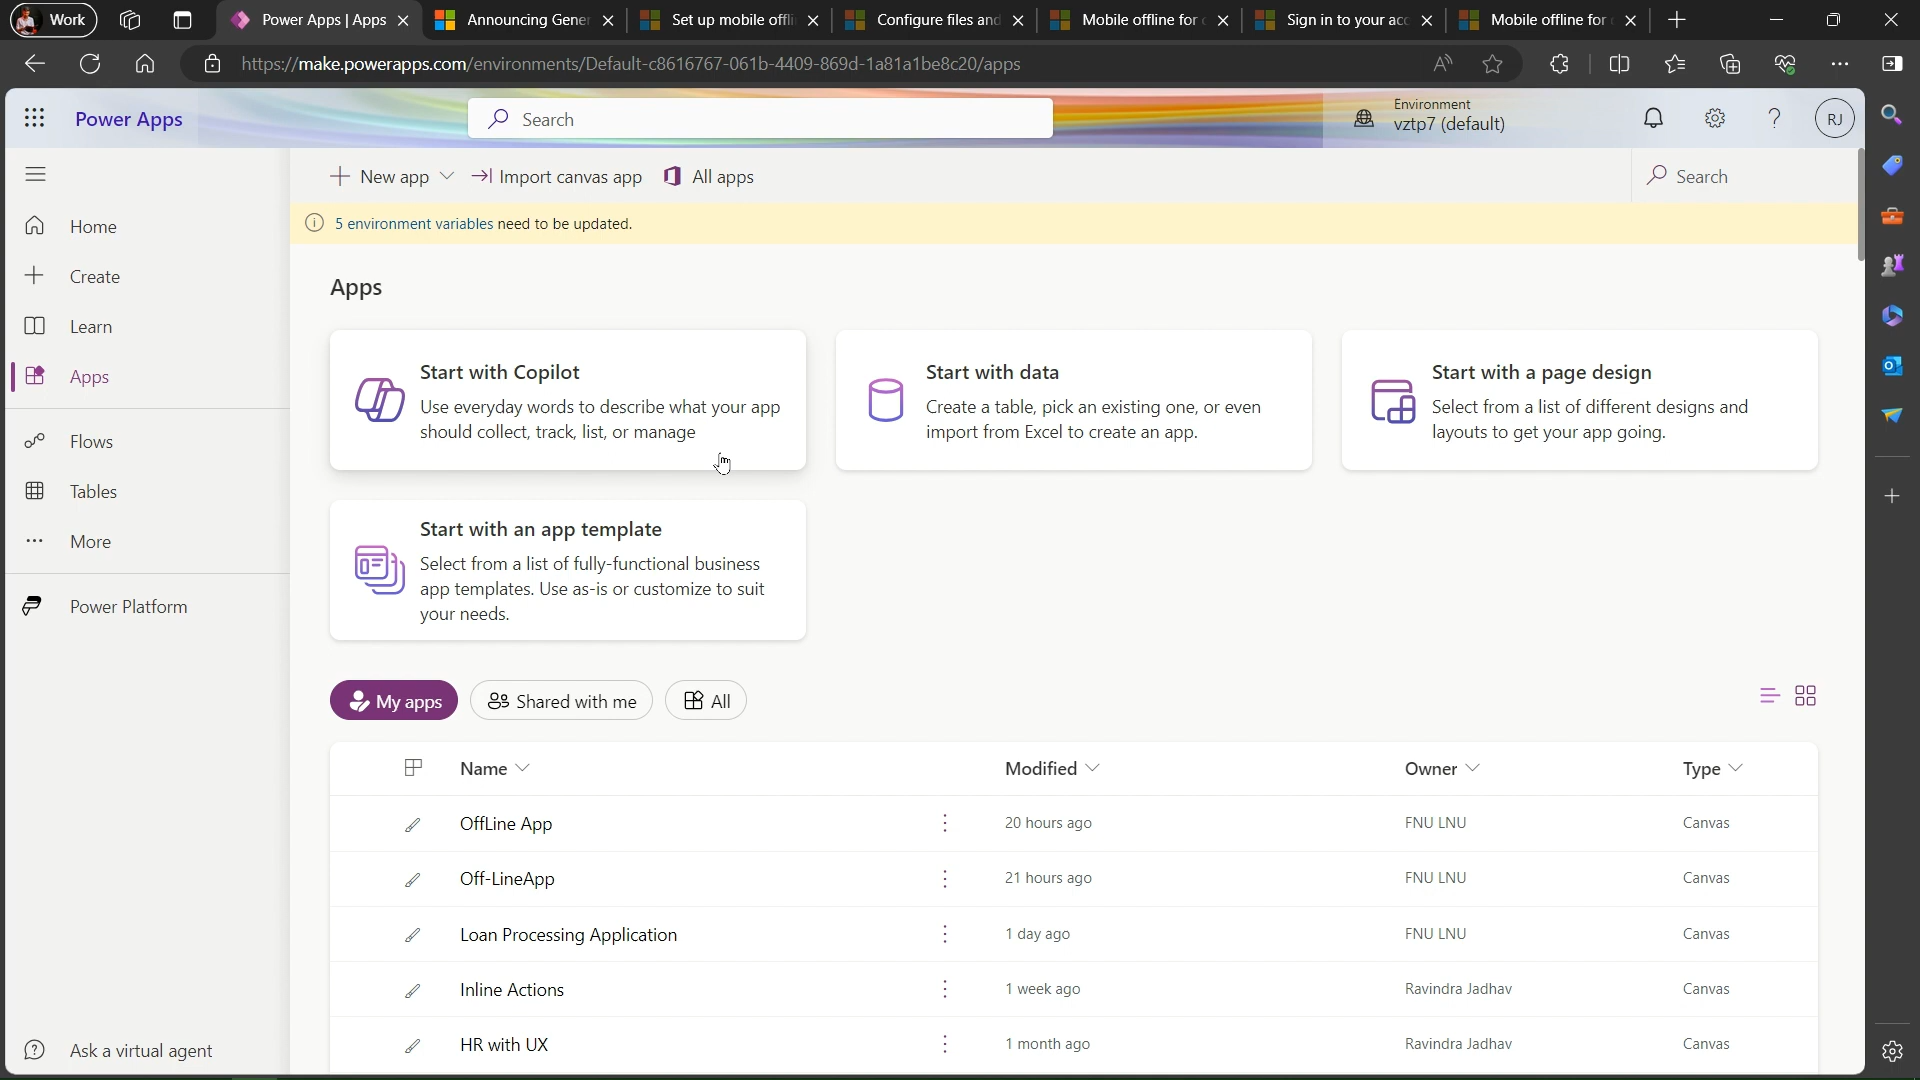 Work
Power Apps | Apps
Announcing Gene
Set up mobile offli
Configure files and
Mobile offline for
Sign in to your acc
Mobile offline for
https://make.powerapps.com/environments/Default-c8616767-061b-4409-869d-1a81a1be8c20/apps
Power Apps
Search
Environment
vztp7 (default)
RJ
New app
Import canvas app
All apps
Search
5 environment variables need to be updated.
Home
Create
Learn
Apps
Flows
Tables
More
Power Platform
Ask a virtual agent
Apps
Start with Copilot
Use everyday words to describe what your app
should collect, track, list, or manage
Start with data
Create a table, pick an existing one, or even
import from Excel to create an app.
Start with a page design
Select from a list of different designs and
layouts to get your app going.
Start with an app template
Select from a list of fully-functional business
app templates. Use as-is or customize to suit
your needs.
My apps
Shared with me
All
Name Modified Owner Type
OffLine App 20 hours ago FNU LNU Canvas
Off-LineApp 21 hours ago FNU LNU Canvas
Loan Processing Application 1 day ago FNU LNU Canvas
Inline Actions 1 week ago Ravindra Jadhav Canvas
HR with UX 1 month ago Ravindra Jadhav Canvas